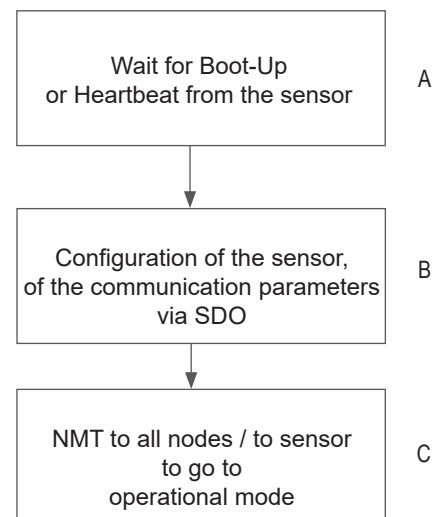 Wait for Boot-Up
or Heartbeat from the sensor
A
Configuration of the sensor,
of the communication parameters
via SDO
B
NMT to all nodes / to sensor
to go to
operational mode
C